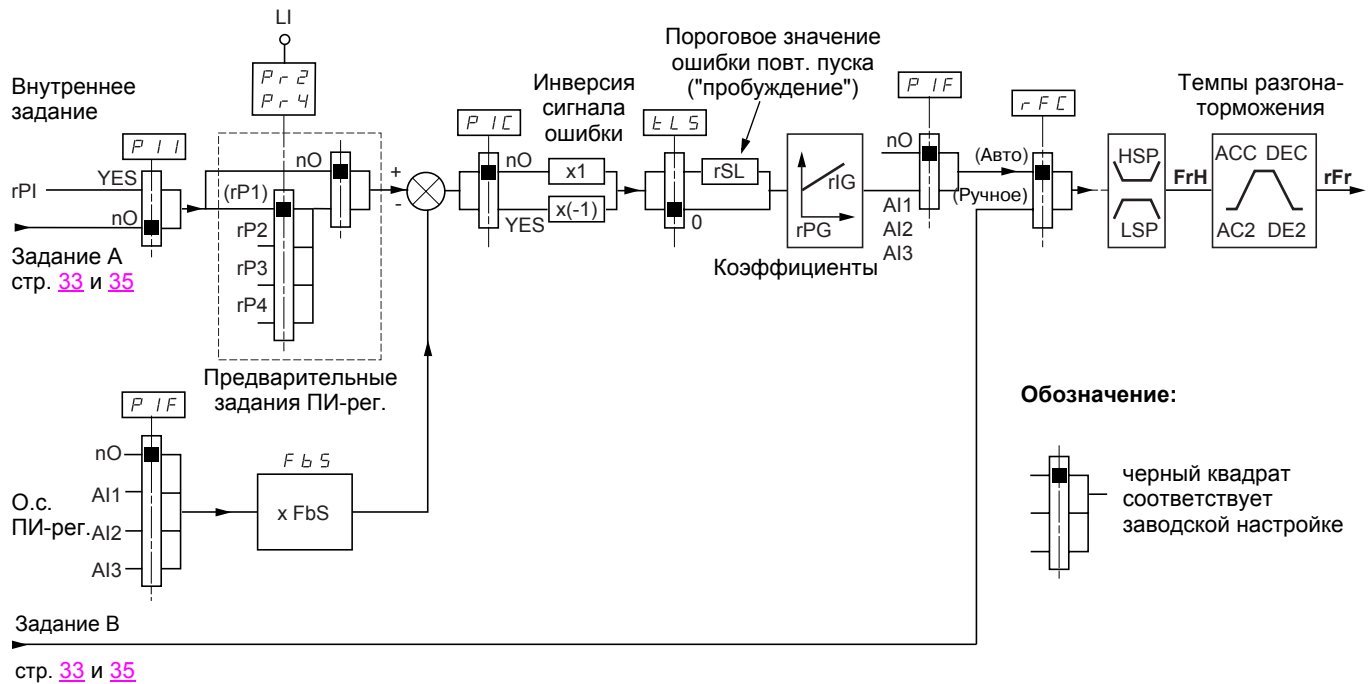 LI
Pr2
Pr4
Внутреннее
задание
PII
rPI
YES
nO
Задание A
стр. 33 и 35
nO
(rP1)
rP2
rP3
rP4
Предварительные
задания ПИ-рег.
+
-
PIC
nO
YES
Инверсия
сигнала
ошибки
x1
x(-1)
tLS
0
Пороговое значение
ошибки повт. пуска
("пробуждение")
rSL
rIG
rPG
Коэффициенты
PIF
nO
AI1
AI2
AI3
(Авто)
(Ручное)
rFC
HSP
LSP
FrH
Темпы разгона-
торможения
ACC DEC
AC2 DE2
rFr
PIF
nO
AI1
AI2
AI3
О.с.
ПИ-рег.
FbS
x FbS
Обозначение:
черный квадрат
соответствует
заводской настройке
Задание B
стр. 33 и 35